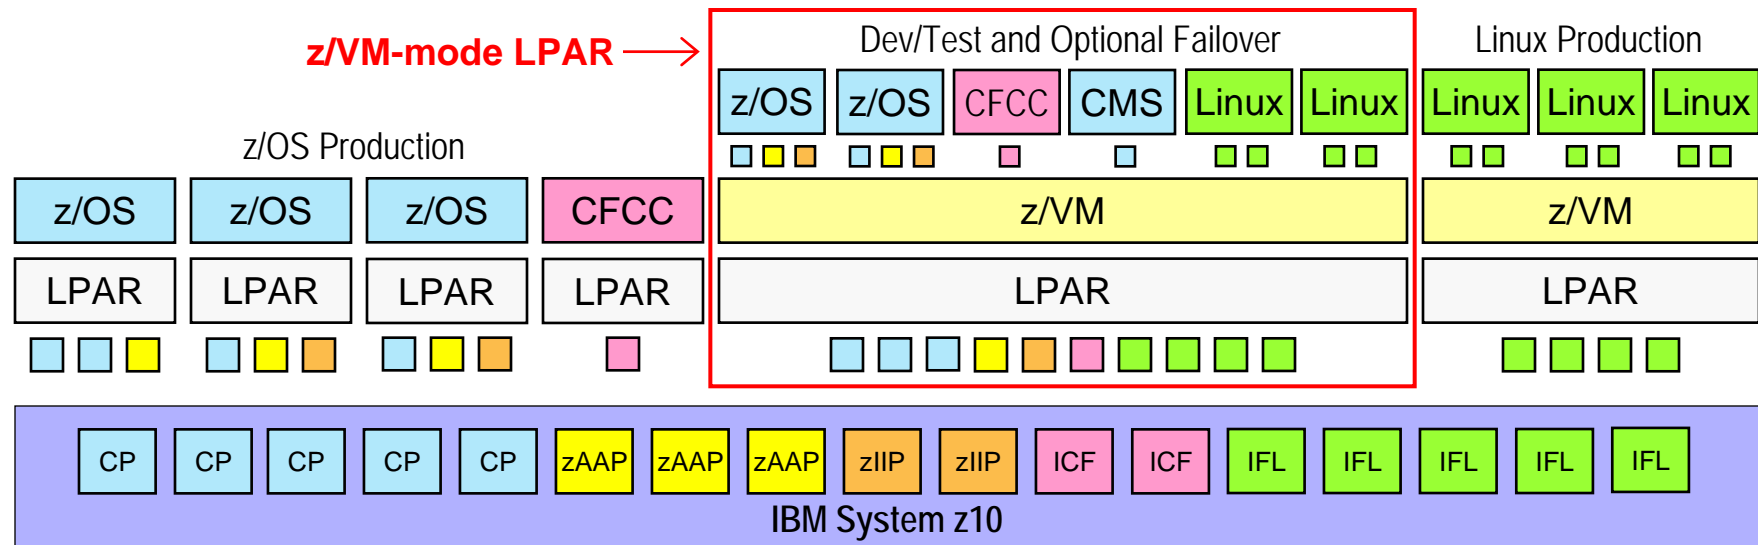 z/VM-mode LPAR
Dev/Test and Optional Failover
Linux Production
z/OS z/OS CFCC CMS Linux Linux Linux Linux Linux
z/OS Production
z/OS z/OS z/OS CFCC z/VM z/VM
LPAR LPAR LPAR LPAR LPAR LPAR
CP CP CP CP CP zAAP zAAP zAAP zIIP zIIP ICF ICF IFL IFL IFL IFL IFL
IBM System z10